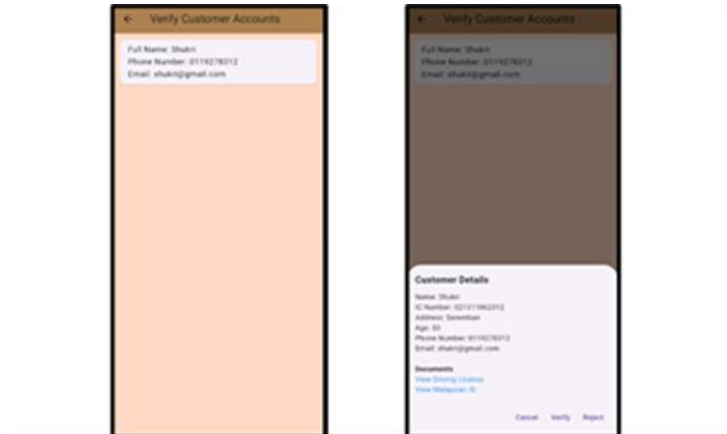 Verify Customer Accounts
Full Name: Shukri
Phone Number: 0119278312
Email: shukri@gmail.com
Verify Customer Accounts
Full Name: Shukri
Phone Number: 0119278312
Email: shukri@gmail.com
Customer Details
Name: Shukri
IC Number:
Address: Seremban
Age:
Phone Number: 0119278312
Email: shukri@gmail.com
Documents
View Driving License
View Malaysian ID
Cancel Verify Reject